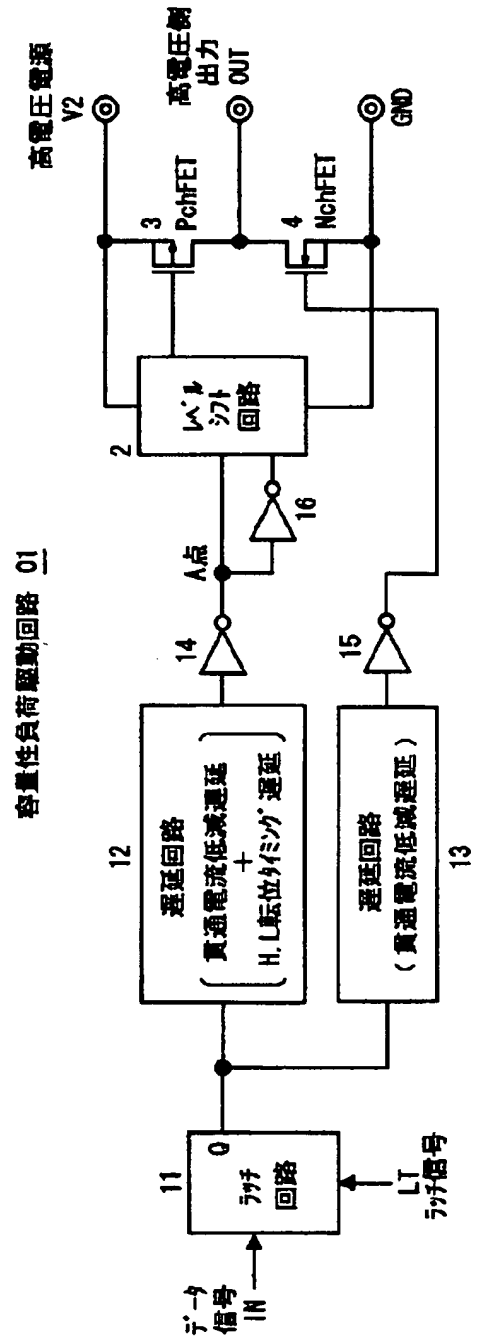 容量性負荷駆動回路 01
高電圧電源
V2
高電圧側
出力
OUT
GND
3
PchFET
4
NchFET
2
レベル
シフト
回路
A点
16
14
15
12
遅延回路
貫通電流低減遅延
+
H,L転位タイミング遅延
遅延回路
(貫通電流低減遅延)
13
11
Q
ラッチ
回路
LT
ラッチ信号
データ
信号
IN